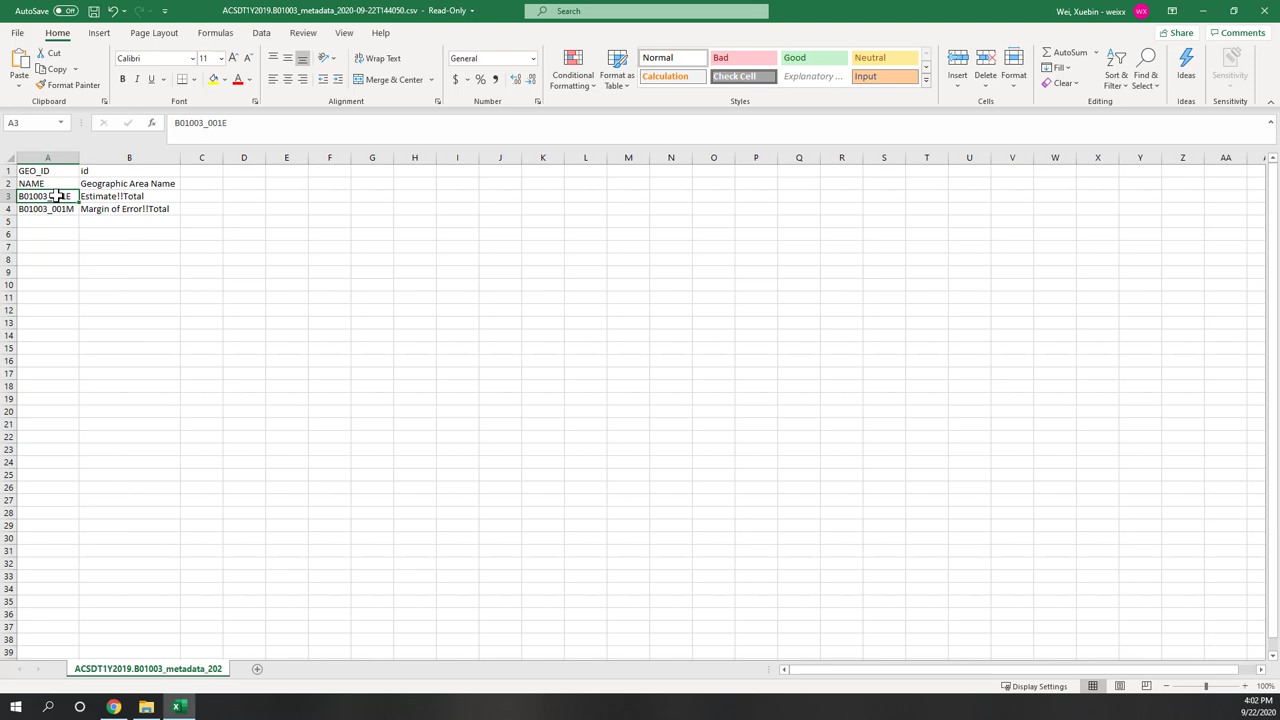 AutoSave Off ACSDT1Y2019.B01003_metadata_2020-09-22T144050.csv - Read-Only Search Wei, Xuebin - weixx WX
File Home Insert Page Layout Formulas Data Review View Help Share Comments
Paste Cut Copy Format Painter Clipboard
Calibri 11 B I U Font
Wrap Text Merge & Center Alignment
General $ % Number
Conditional Formatting Format as Table
Normal Bad Good Neutral
Calculation Check Cell Explanatory ... Input
Styles
Insert Delete Format Cells
AutoSum Fill Clear Sort & Filter Find & Select Editing
Ideas Ideas
Sensitivity Sensitivity
A3 fx B01003_001E
A B C D E F G H I J K L M N O P Q R S T U V W X Y Z AA
1 GEO_ID id
2 NAME Geographic Area Name
3 Estimate!!Total
4 B01003_001M Margin of Error!!Total
5
6
7
8
9
10
11
12
13
14
15
16
17
18
19
20
21
22
23
24
25
26
27
28
29
30
31
32
33
34
35
36
37
38
39
ACSDT1Y2019.B01003_metadata_202
Display Settings 100%
4:02 PM
9/22/2020